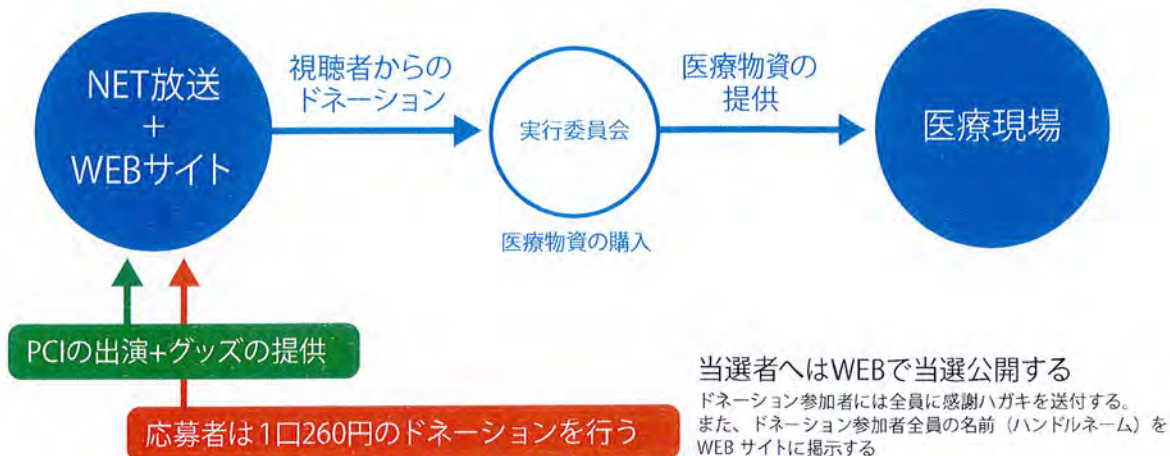 NET放送
+
WEBサイト
視聴者からの
ドネーション
実行委員会
医療物資の購入
医療物資の
提供
医療現場
PCIの出演+グッズの提供
応募者は1口260円のドネーションを行う
当選者へはWEBで当選公開する
ドネーション参加者には全員に感謝ハガキを送付する。
また、ドネーション参加者全員の名前（ハンドルネーム）を
WEB サイトに掲示する